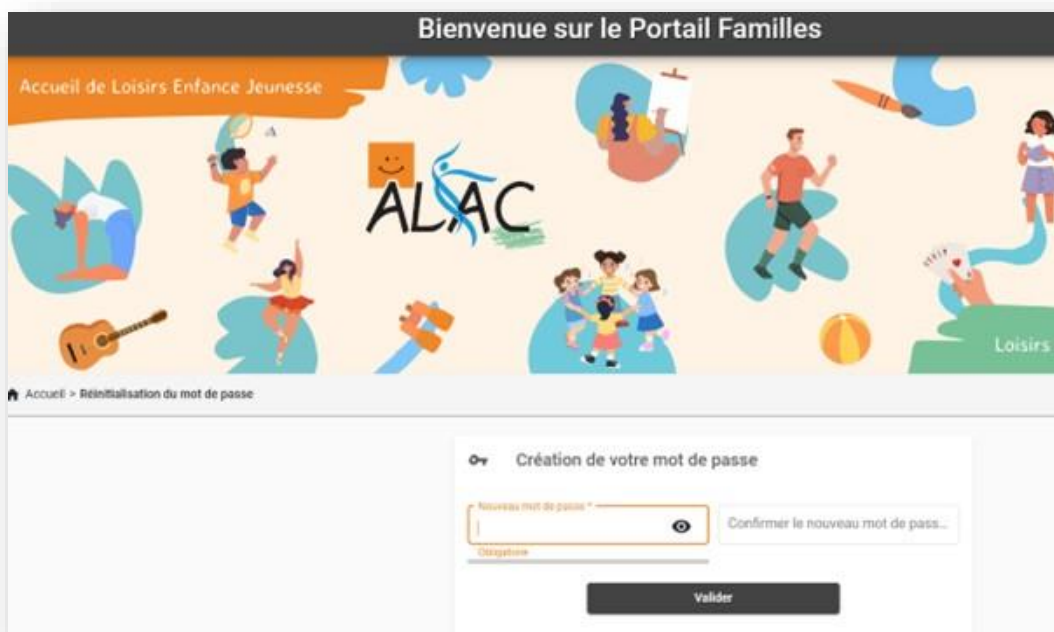 Bienvenue sur le Portail Familles
Accueil de Loisirs Enfance Jeunesse
A
ALAC
Loisirs
Accueil > Réinitialisation du mot de passe
Création de votre mot de passe
Nouveau mot de passe *
Confirmer le nouveau mot de pass...
Obligatoire
Valider